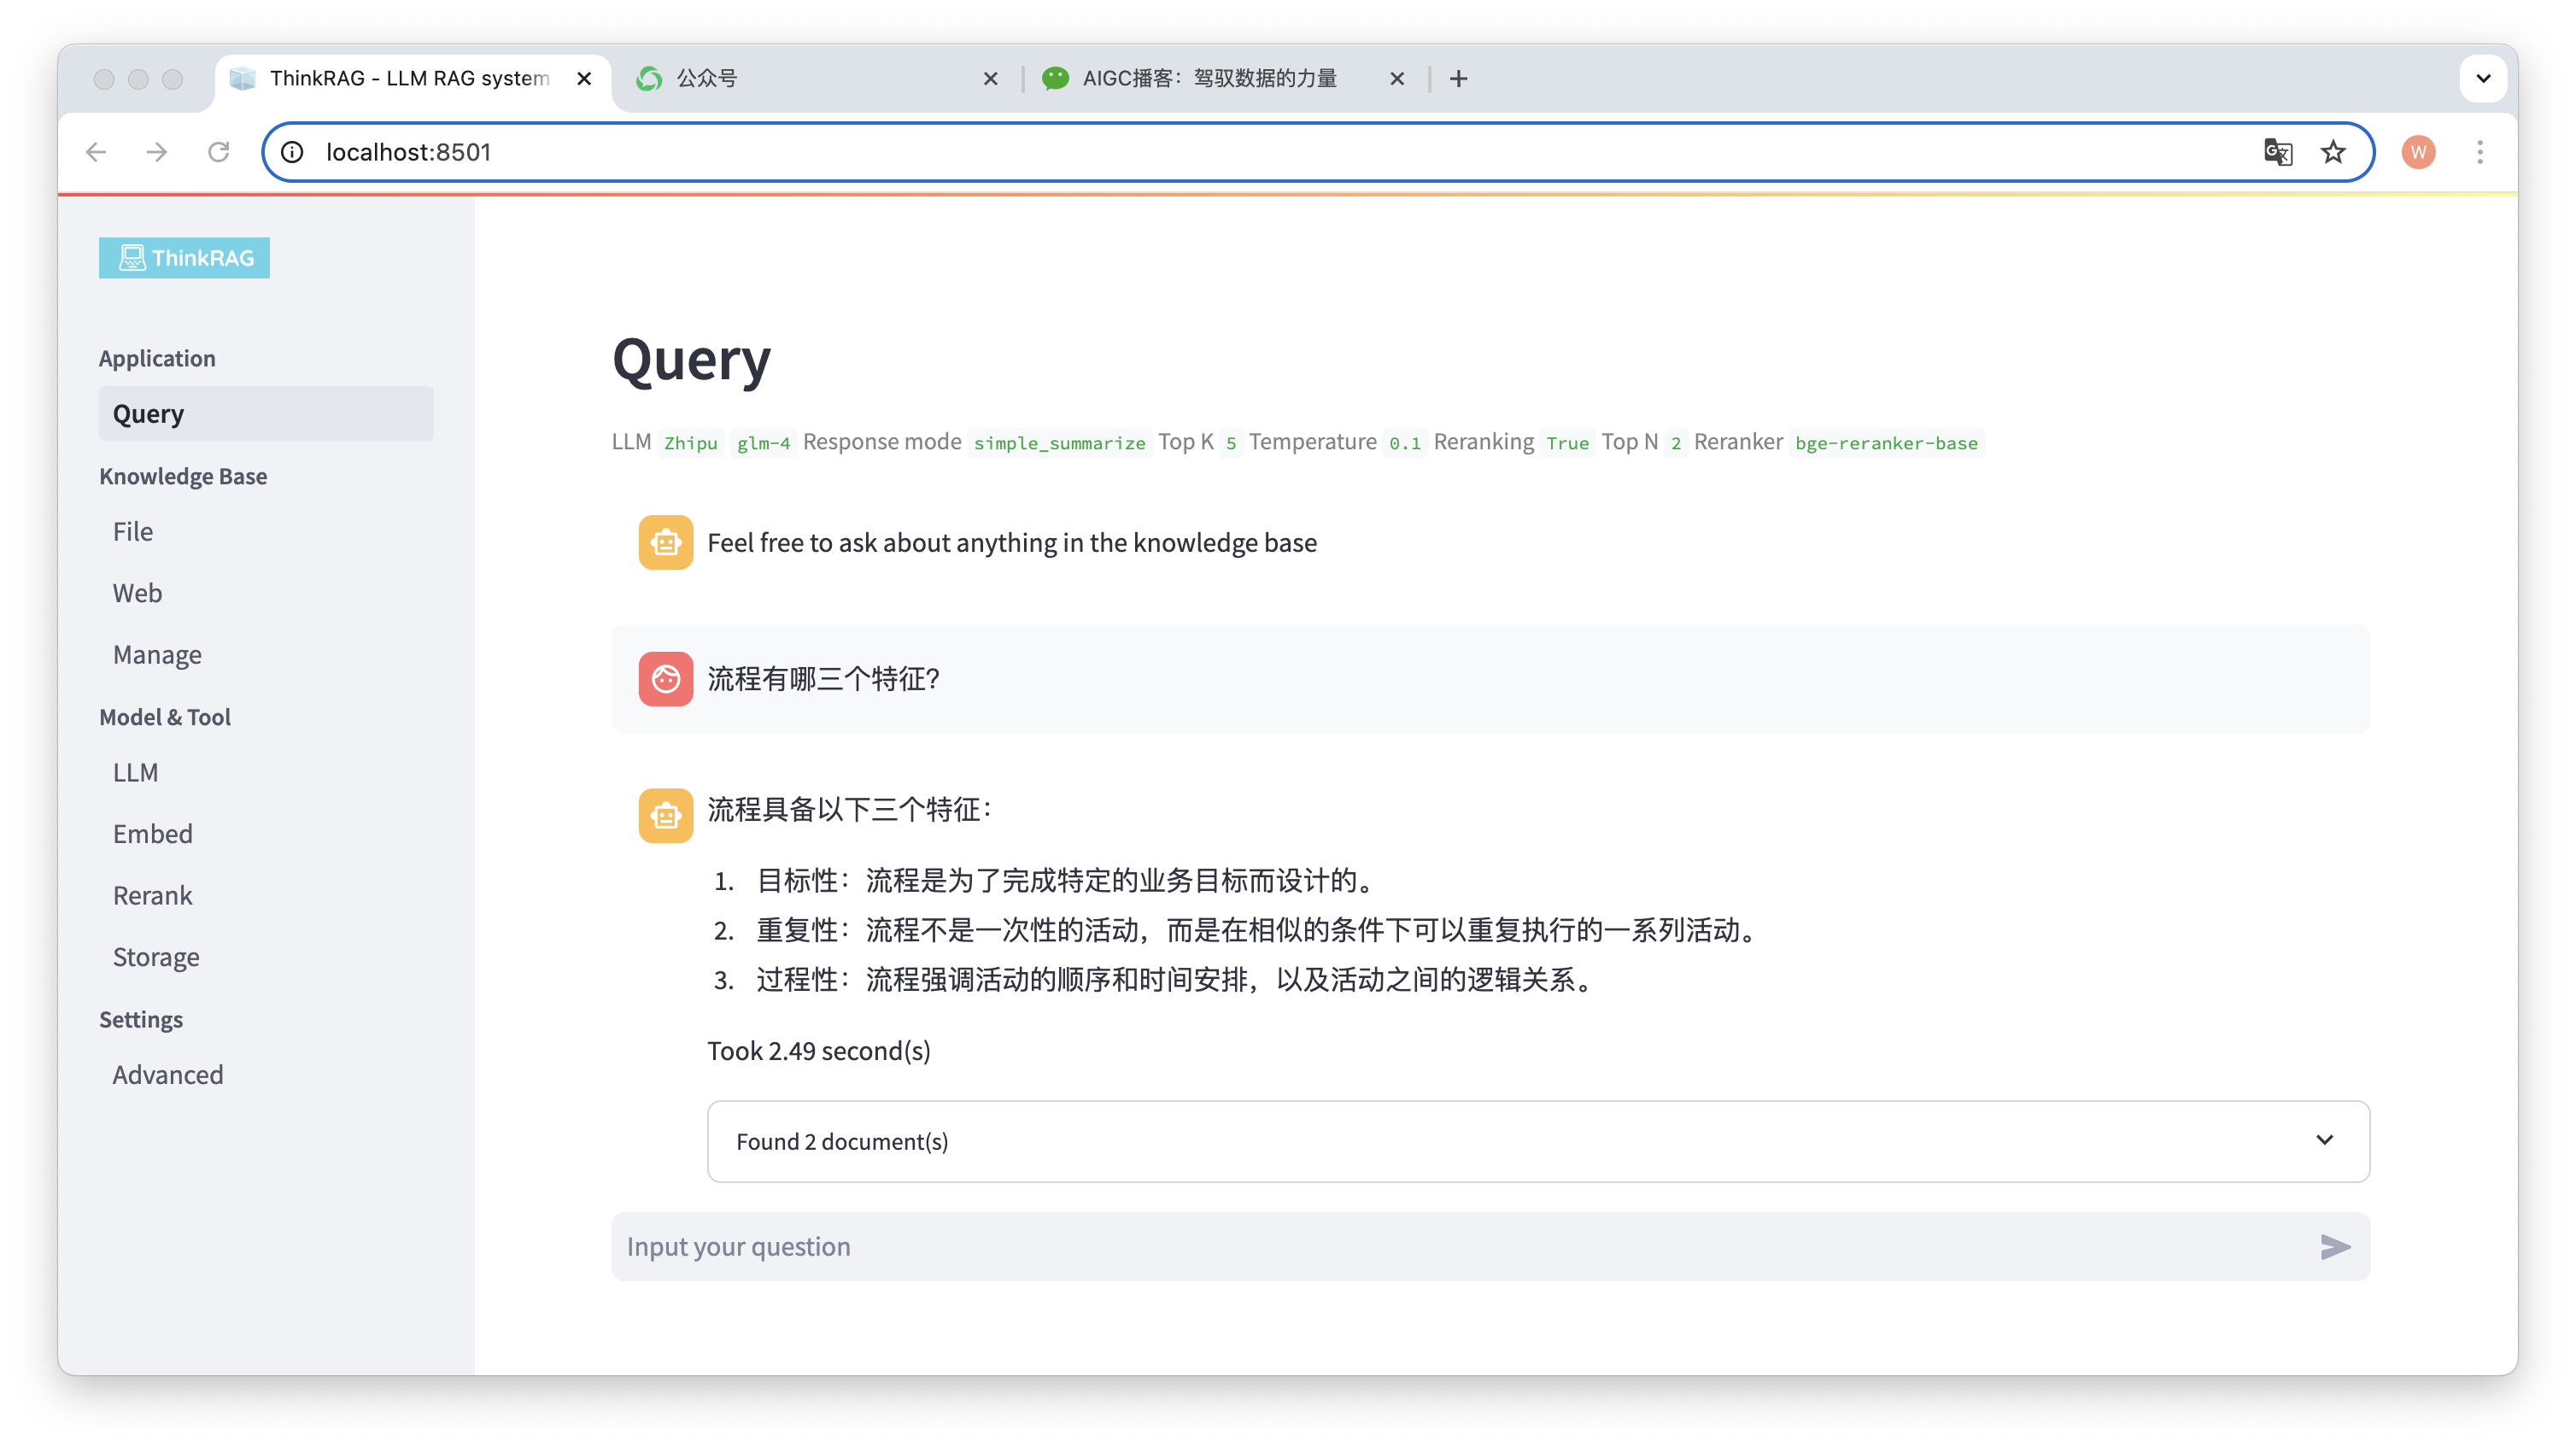 ThinkRAG - LLM RAG system
公众号
AIGC播客：驾驭数据的力量
localhost:8501
W
ThinkRAG
Application
Query
Knowledge Base
File
Web
Manage
Model & Tool
LLM
Embed
Rerank
Storage
Settings
Advanced
Query
LLM Zhipu glm-4 Response mode simple_summarize Top K 5 Temperature 0.1 Reranking True Top N 2 Reranker bge-reranker-base
Feel free to ask about anything in the knowledge base
流程有哪三个特征？
流程具备以下三个特征：
1. 目标性：流程是为了完成特定的业务目标而设计的。
2. 重复性：流程不是一次性的活动，而是在相似的条件下可以重复执行的一系列活动。
3. 过程性：流程强调活动的顺序和时间安排，以及活动之间的逻辑关系。
Took 2.49 second(s)
Found 2 document(s)
Input your question